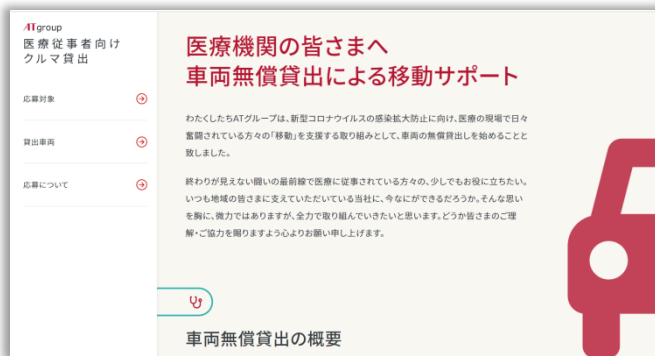 ATgroup
医療従事者向け
クルマ貸出
応募対象
貸出車両
応募について
医療機関の皆さまへ
車両無償貸出による移動サポート
わたくしたちATグループは、新型コロナウイルスの感染拡大防止に向け、医療の現場で日々
奮闘されている方々の「移動」を支援する取り組みとして、車両の無償貸出しを始めることと
致しました。
終わりが見えない闘いの最前線で医療に従事されている方々の、少しでもお役に立ちたい。
いつも地域の皆さまに支えていただいている当社に、今なにができるだろうか。そんな思い
を胸に、微力ではありますが、全力で取り組んでいきたいと思います。どうか皆さまのご理
解・ご協力を賜りますよう心よりお願い申し上げます。
車両無償貸出の概要